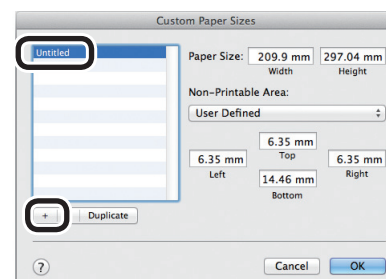 Custom Paper Sizes
Untitled
Paper Size: 209.9 mm 297.04 mm
Width Height
Non-Printable Area:
User Defined
6.35 mm
Top
6.35 mm 6.35 mm
Left Right
14.46 mm
Bottom
+ Duplicate
? Cancel OK